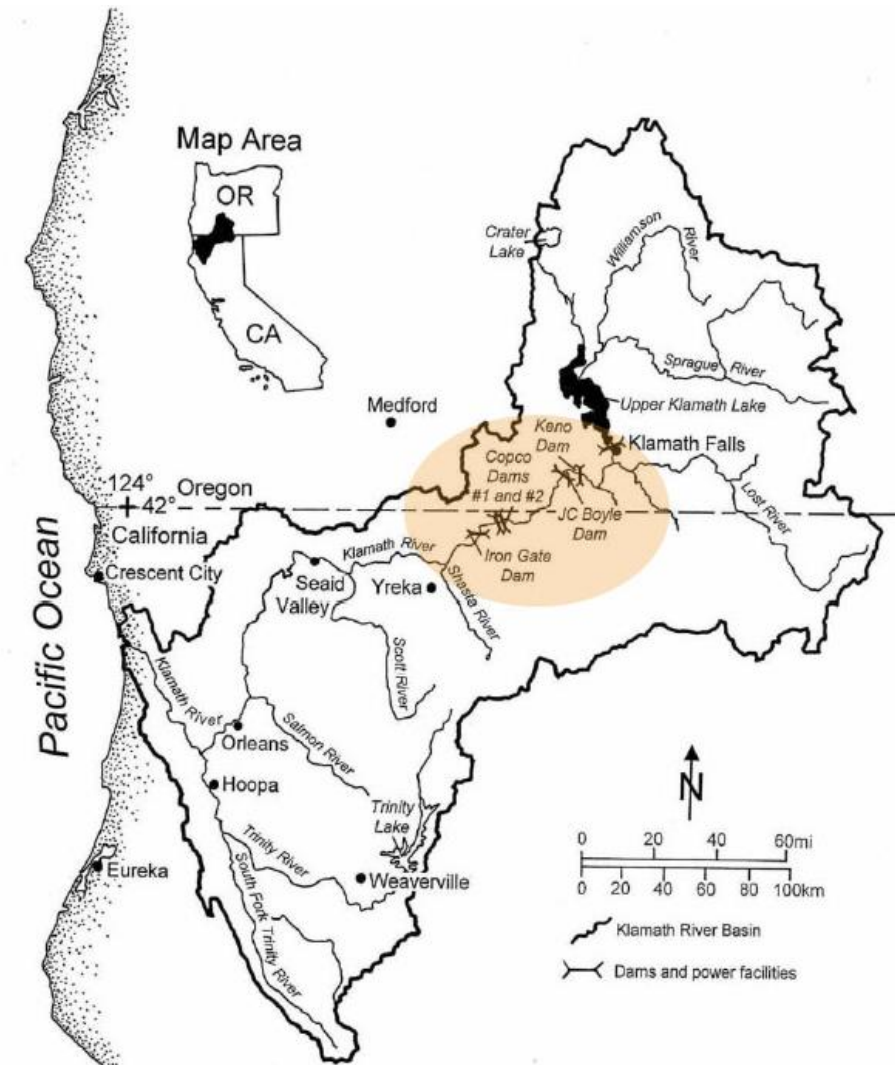 Map Area
OR
CA
Crater
Lake
Williamson
River
Sprague River
Upper Klamath Lake
Medford
Keno
Dam
Klamath Falls
Copco
Dams
#1 and #2
124°
42°
Oregon
Lost River
JC Boyle
Dam
California
Klamath River
Iron Gate
Dam
Crescent City
Seaid
Valley
Yreka
Shasta River
Scott River
Pacific Ocean
Klamath River
Orleans
Salmon River
Hoopa
N
Trinity
Lake
Trinity River
0 20 40 60mi
Eureka
Weaverville
0 20 40 60 80 100km
South Fork Trinity River
Klamath River Basin
Dams and power facilities